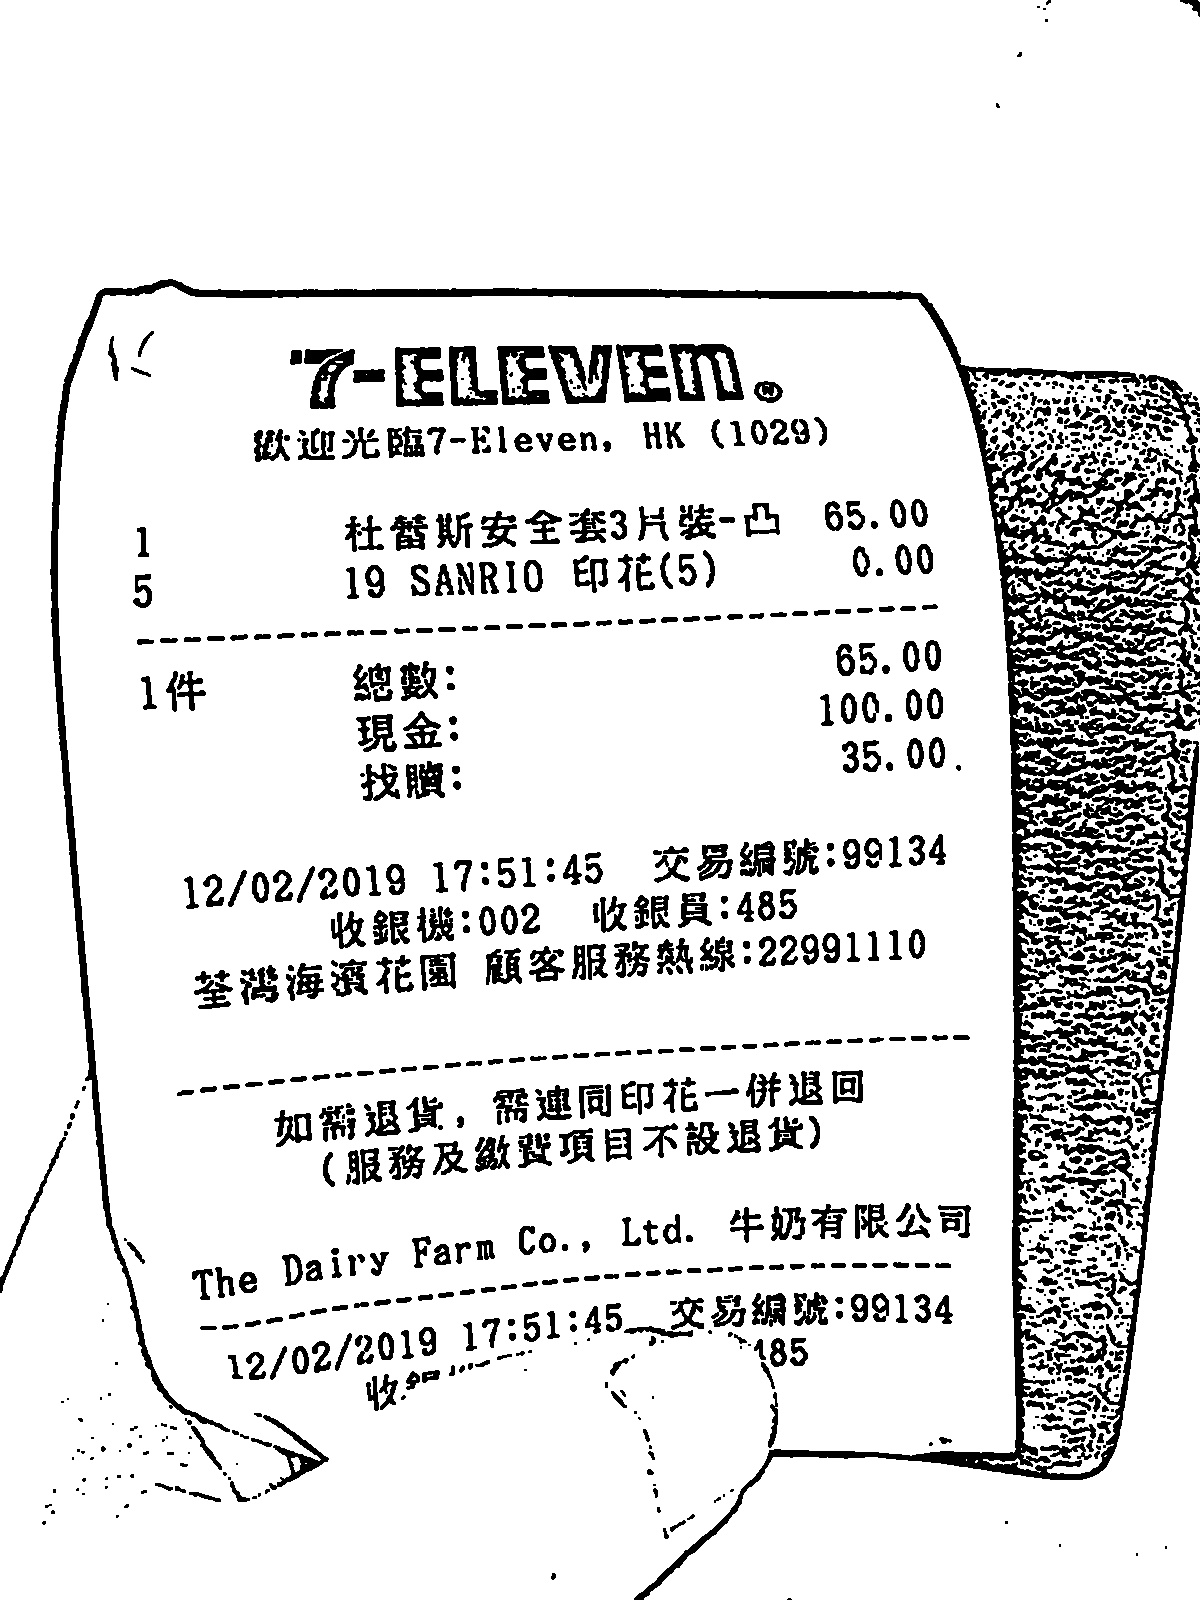 7-ELEVEN®
歡迎光臨7-Eleven, HK (1029)
1 杜蕾斯安全套3片裝-凸 65.00
5 19 SANRIO 印花(5) 0.00
1件 總數: 65.00
現金: 100.00
找贖: 35.00
12/02/2019 17:51:45 交易編號:99134
收銀機:002 收銀員:485
荃灣海濱花園 顧客服務熱線:22991110
如需退貨, 需連同印花一併退回
(服務及繳費項目不設退貨)
The Dairy Farm Co., Ltd. 牛奶有限公司
12/02/2019 17:51:45 交易編號:99134
收 485